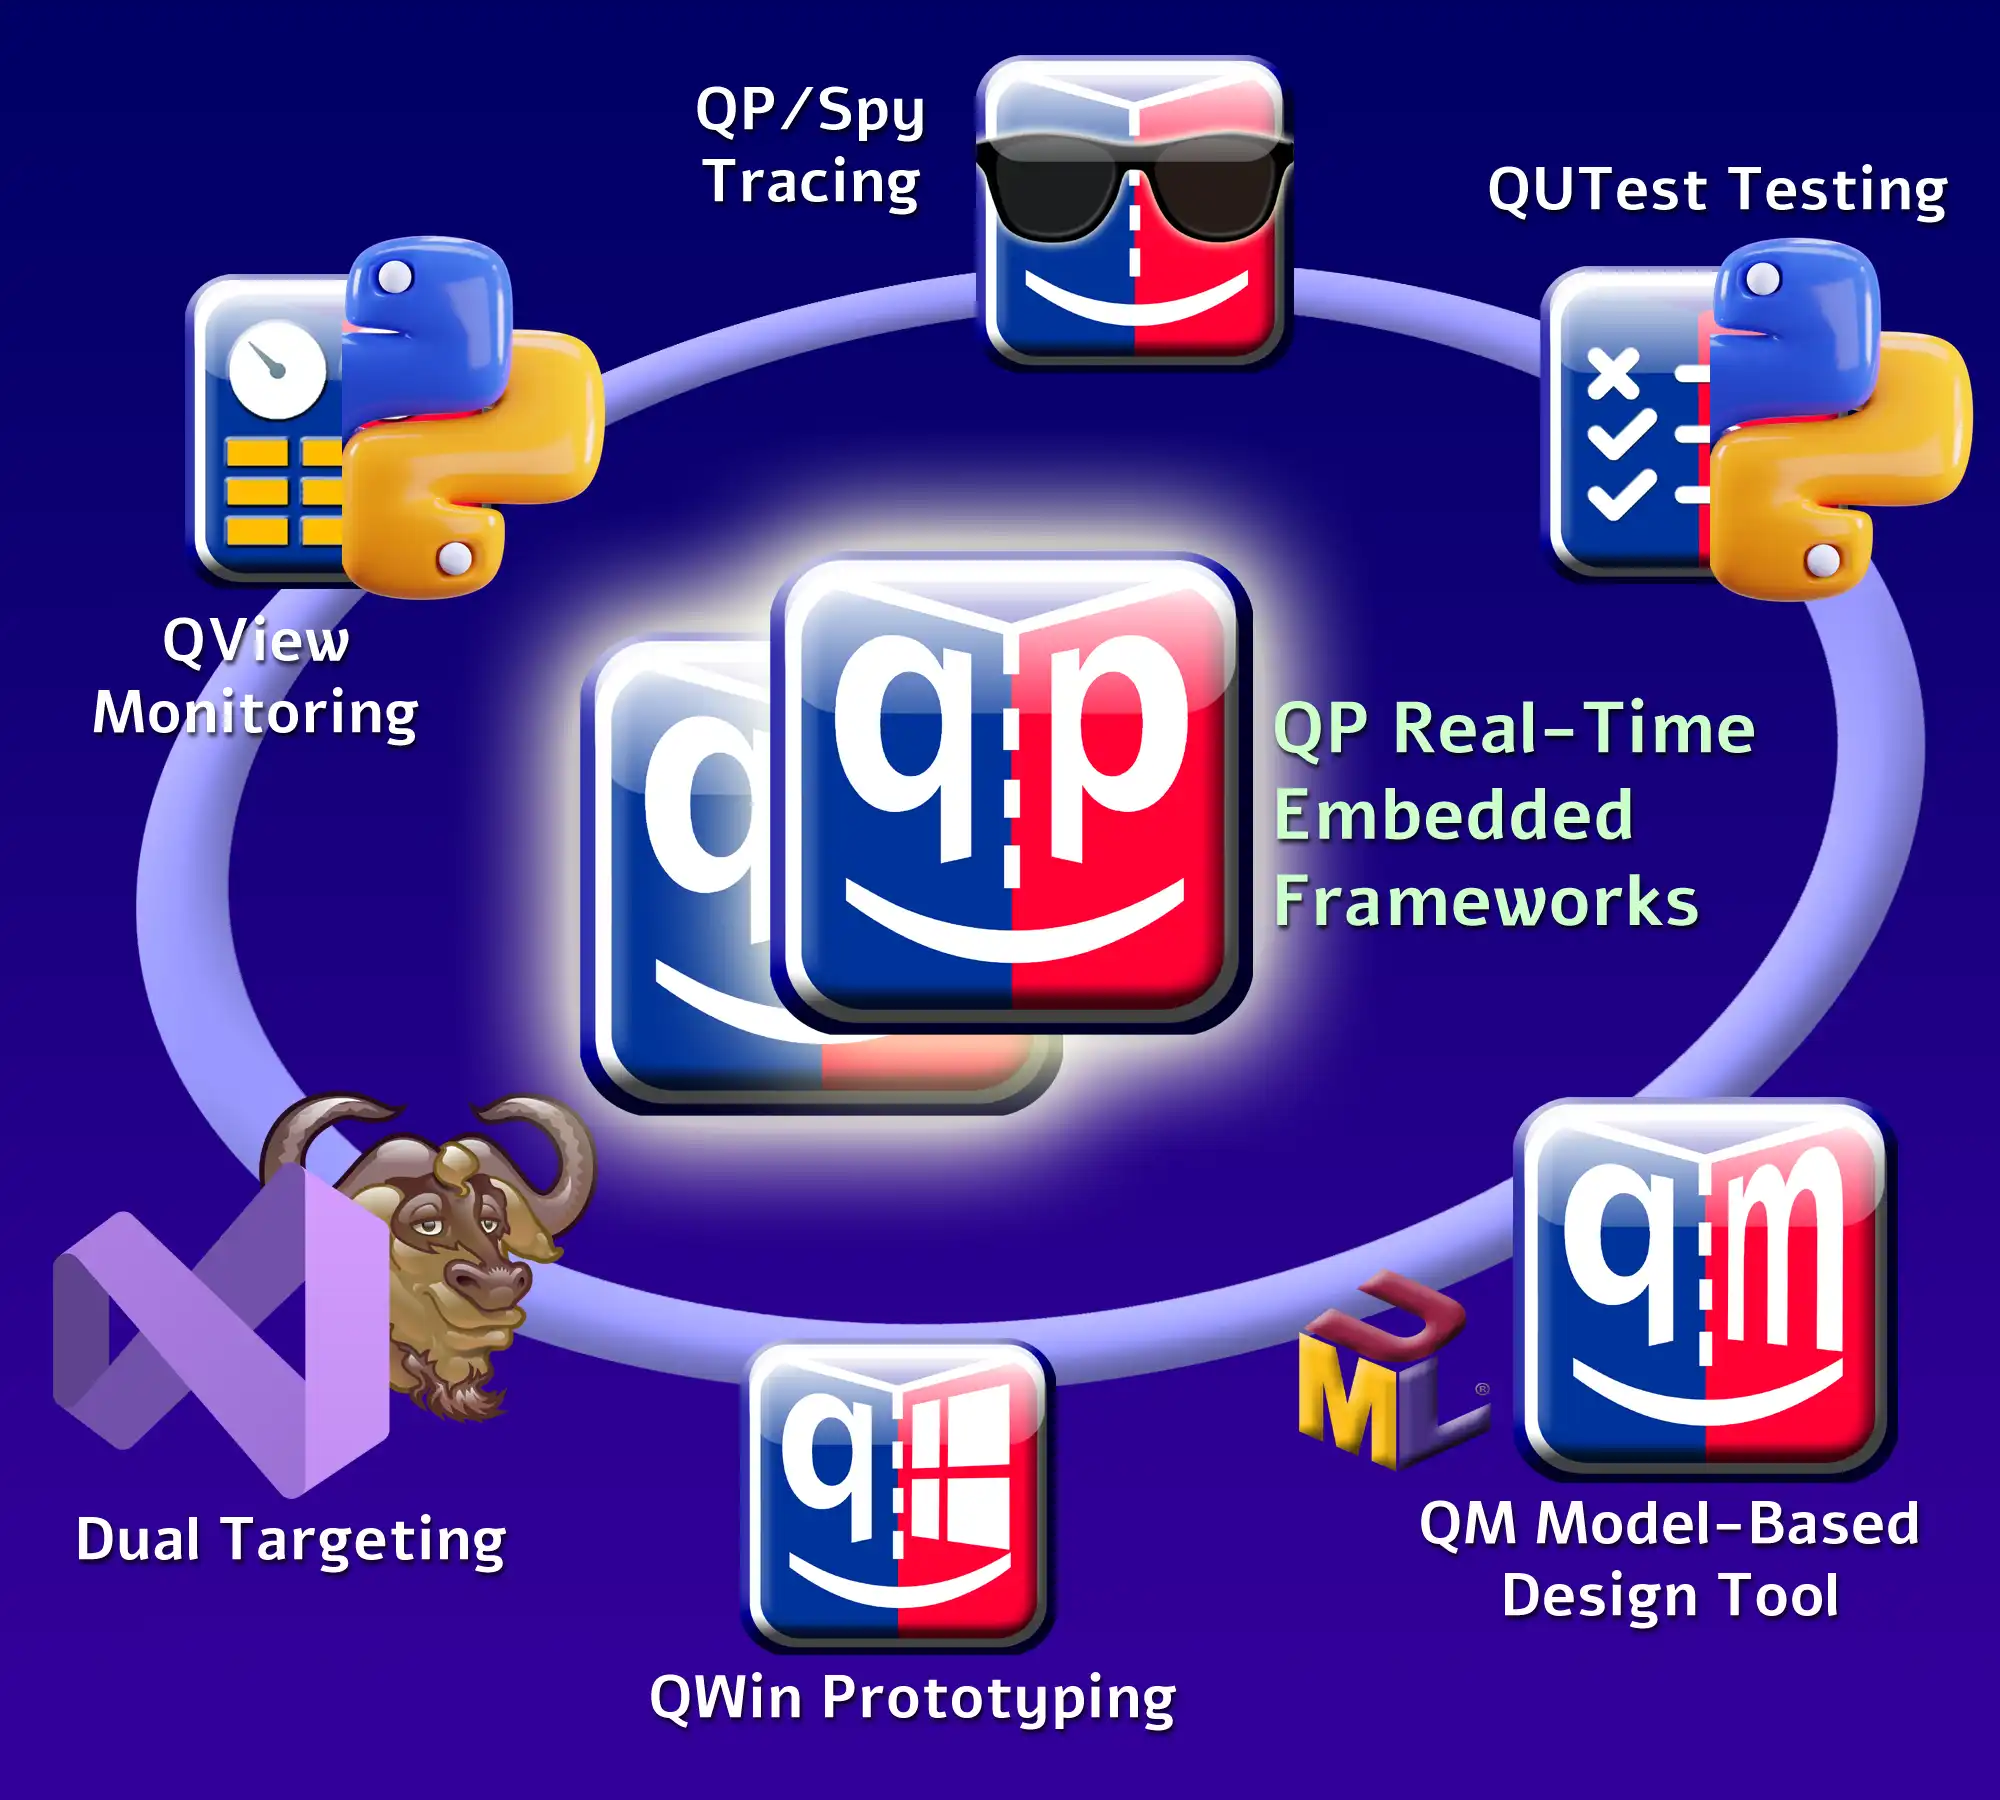 QP/Spy
Tracing
QUTest Testing
QView
Monitoring
q
qp
QP Real-Time
Embedded
Frameworks
UML®
qm
q
Dual Targeting
QM Model-Based
Design Tool
QWin Prototyping